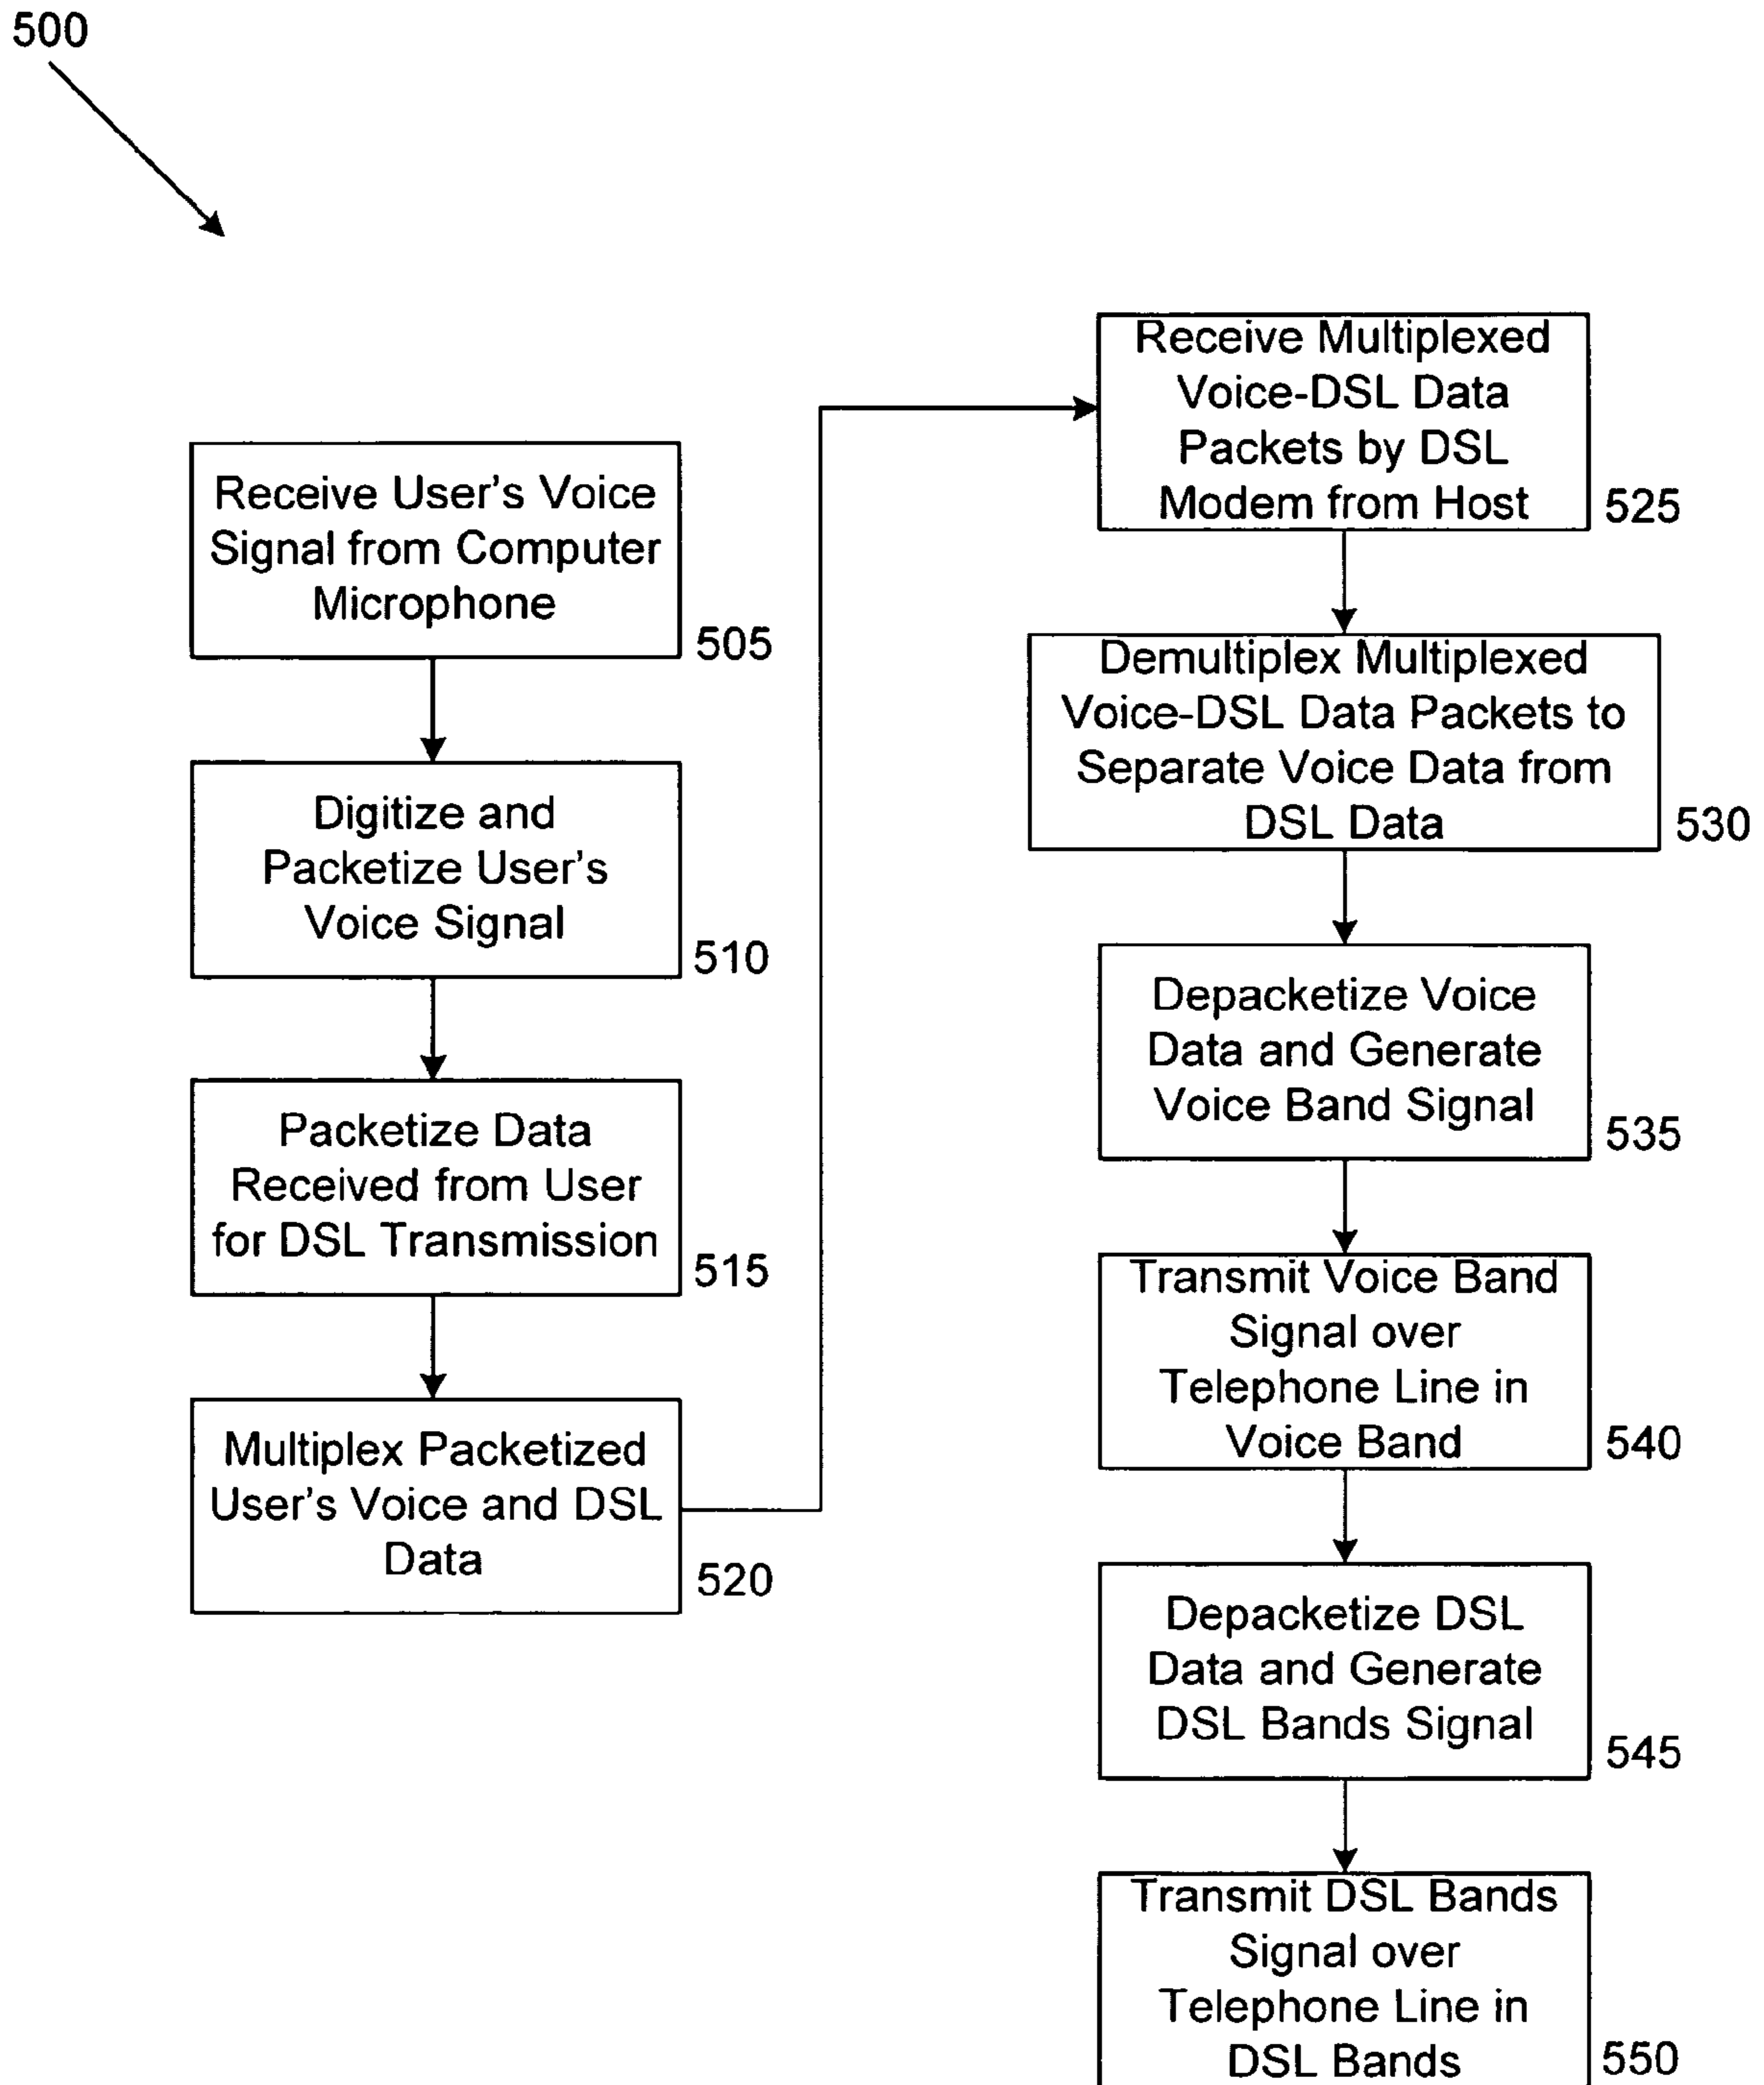 500
Receive User's Voice
Signal from Computer
Microphone
505
Digitize and
Packetize User's
Voice Signal
510
Packetize Data
Received from User
for DSL Transmission
515
Multiplex Packetized
User's Voice and DSL
Data
520
Receive Multiplexed
Voice-DSL Data
Packets by DSL
Modem from Host
525
Demultiplex Multiplexed
Voice-DSL Data Packets to
Separate Voice Data from
DSL Data
530
Depacketize Voice
Data and Generate
Voice Band Signal
535
Transmit Voice Band
Signal over
Telephone Line in
Voice Band
540
Depacketize DSL
Data and Generate
DSL Bands Signal
545
Transmit DSL Bands
Signal over
Telephone Line in
DSL Bands
550